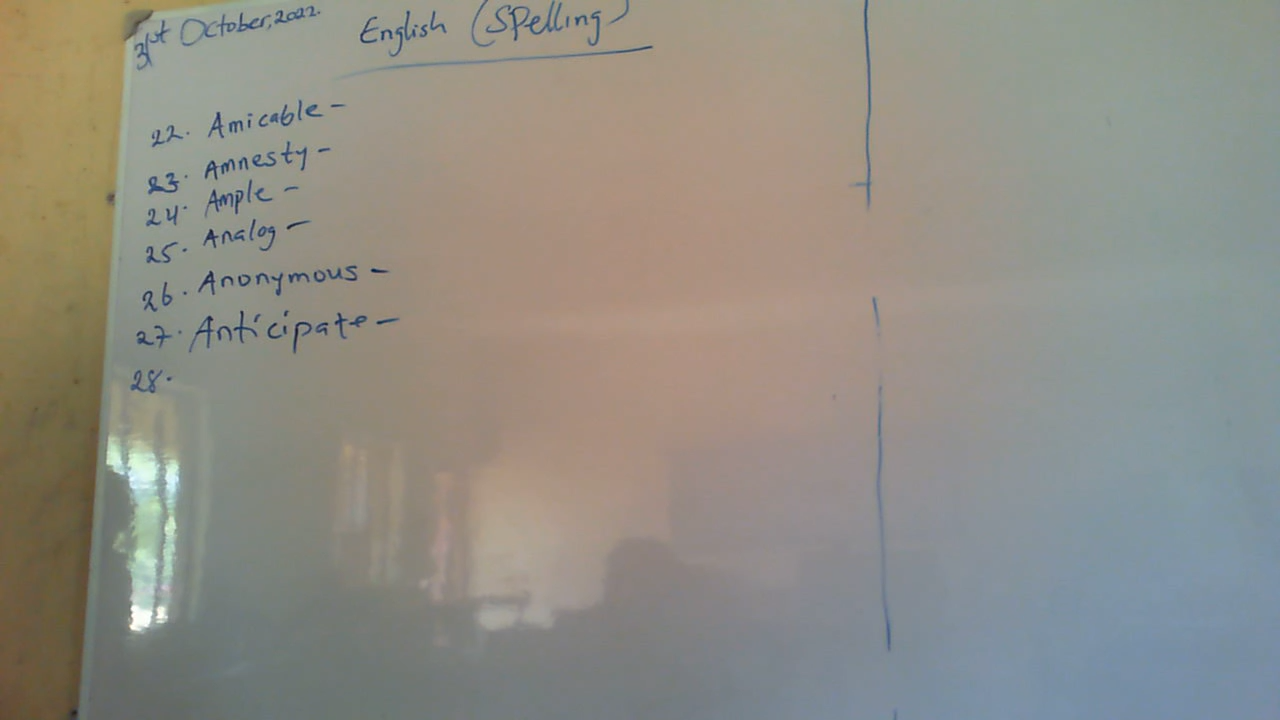 31st October, 2022.
English (Spelling)
22. Amicable -
23. Amnesty -
24. Ample -
25. Analog -
26. Anonymous -
27. Anticipate -
28.